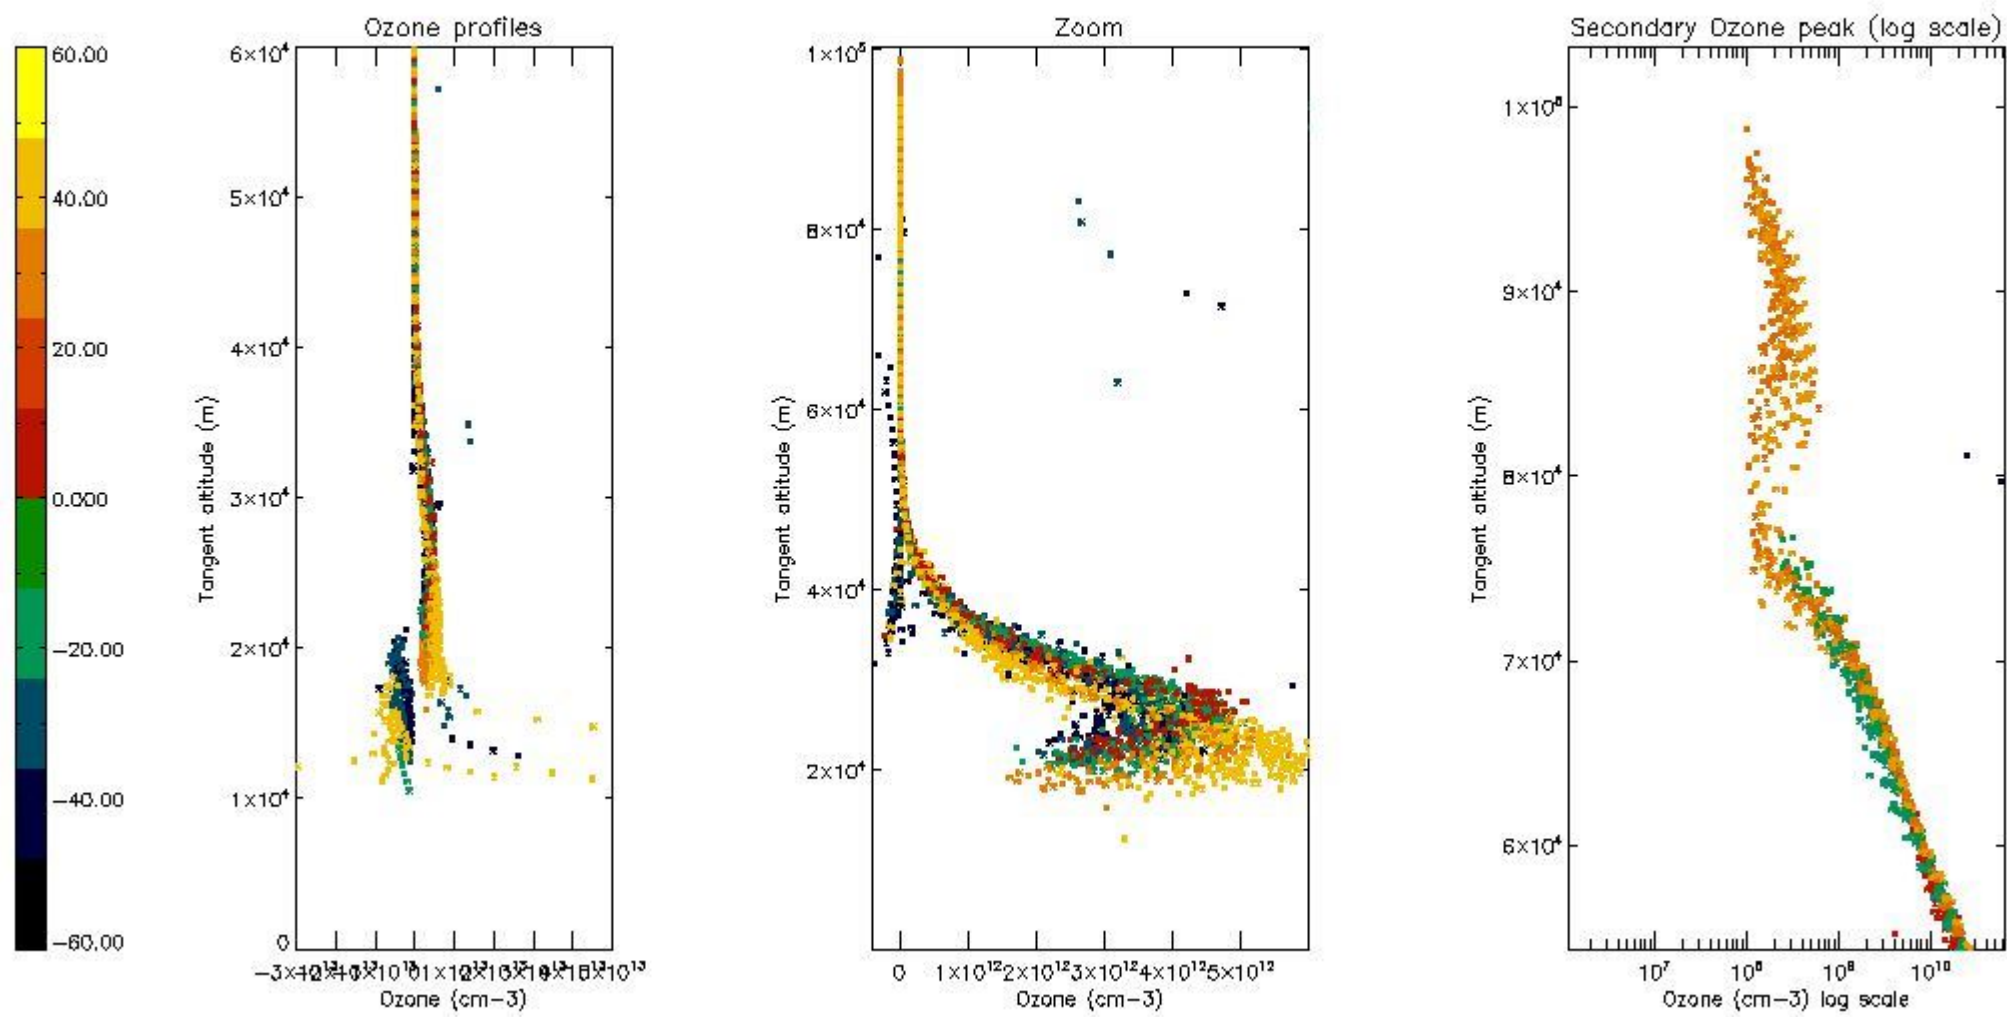 Ozone profiles
Zoom
Secondary Ozone peak (log scale)
60.00
40.00
20.00
0.000
−20.00
−40.00
−60.00
6×10⁴
5×10⁴
4×10⁴
3×10⁴
2×10⁴
1×10⁴
0
Tangent altitude (m)
0
Ozone (cm−3)
1×10⁵
8×10⁴
6×10⁴
4×10⁴
2×10⁴
Tangent altitude (m)
0 1×10¹² 2×10¹² 3×10¹² 4×10¹² 5×10¹²
Ozone (cm−3)
9×10⁴
8×10⁴
7×10⁴
6×10⁴
Tangent altitude (m)
10⁷ 10⁸ 10⁹ 10¹⁰
Ozone (cm−3) log scale